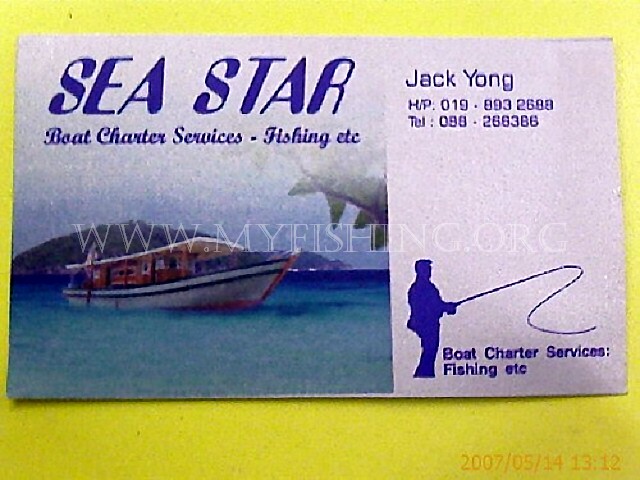 SEA STAR
Boat Charter Services - Fishing etc
Jack Yong
H/P: 019 - 893 2688
Tel : 088 - 266386
WWW.MYFISHING.ORG
Boat Charter Services:
Fishing etc
2007/05/14 13:12